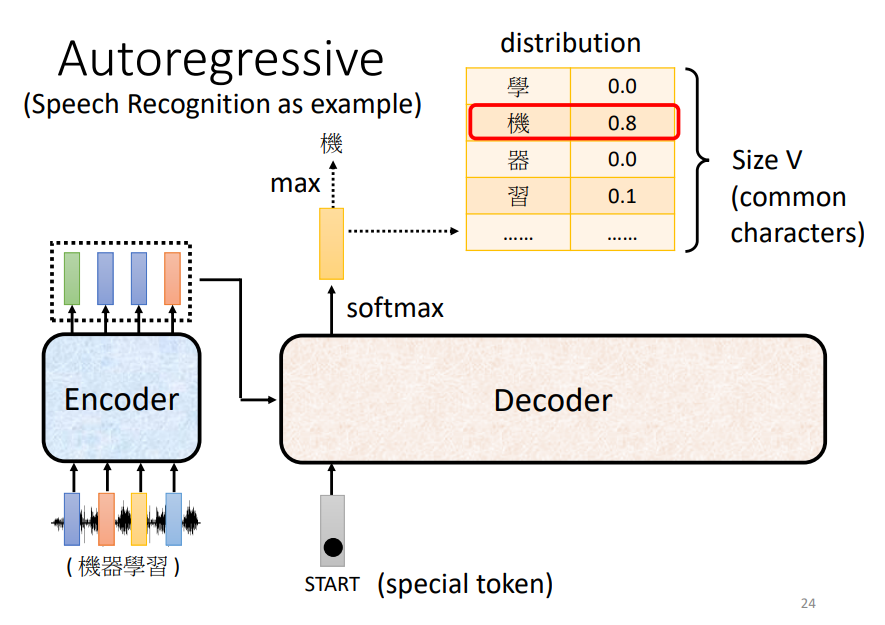 Autoregressive
(Speech Recognition as example)
distribution
學 0.0
機 0.8
器 0.0
習 0.1
...... ......
Size V
(common
characters)
機
max
softmax
Encoder
Decoder
( 機器學習 )
START (special token)
24